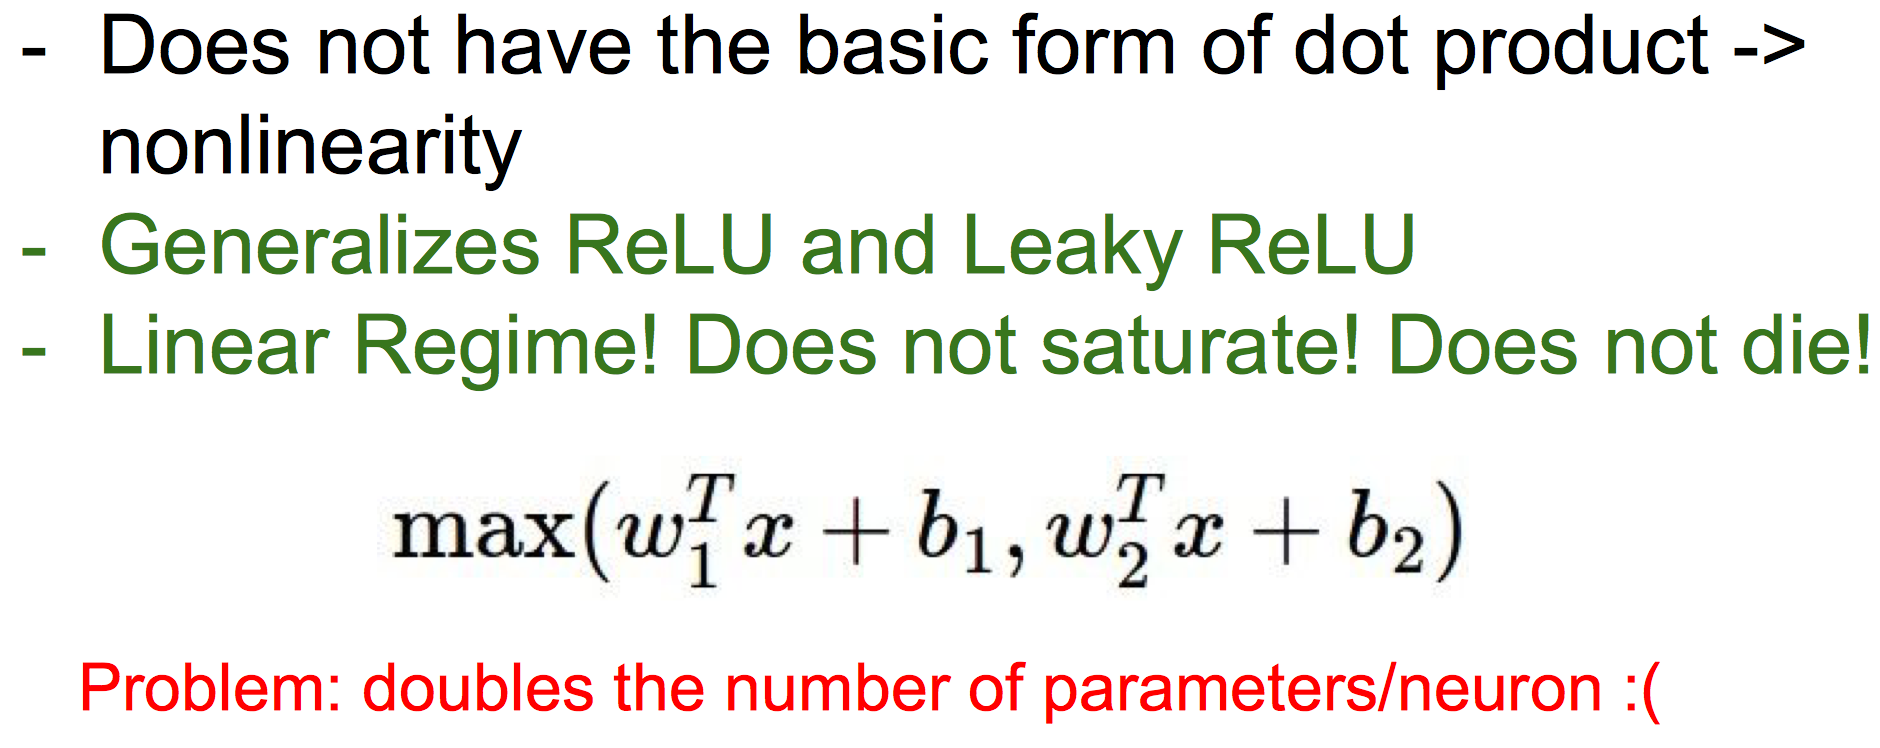 - Does not have the basic form of dot product ->
nonlinearity
- Generalizes ReLU and Leaky ReLU
- Linear Regime! Does not saturate! Does not die!
max(w_1^T x + b_1, w_2^T x + b_2)
Problem: doubles the number of parameters/neuron :(